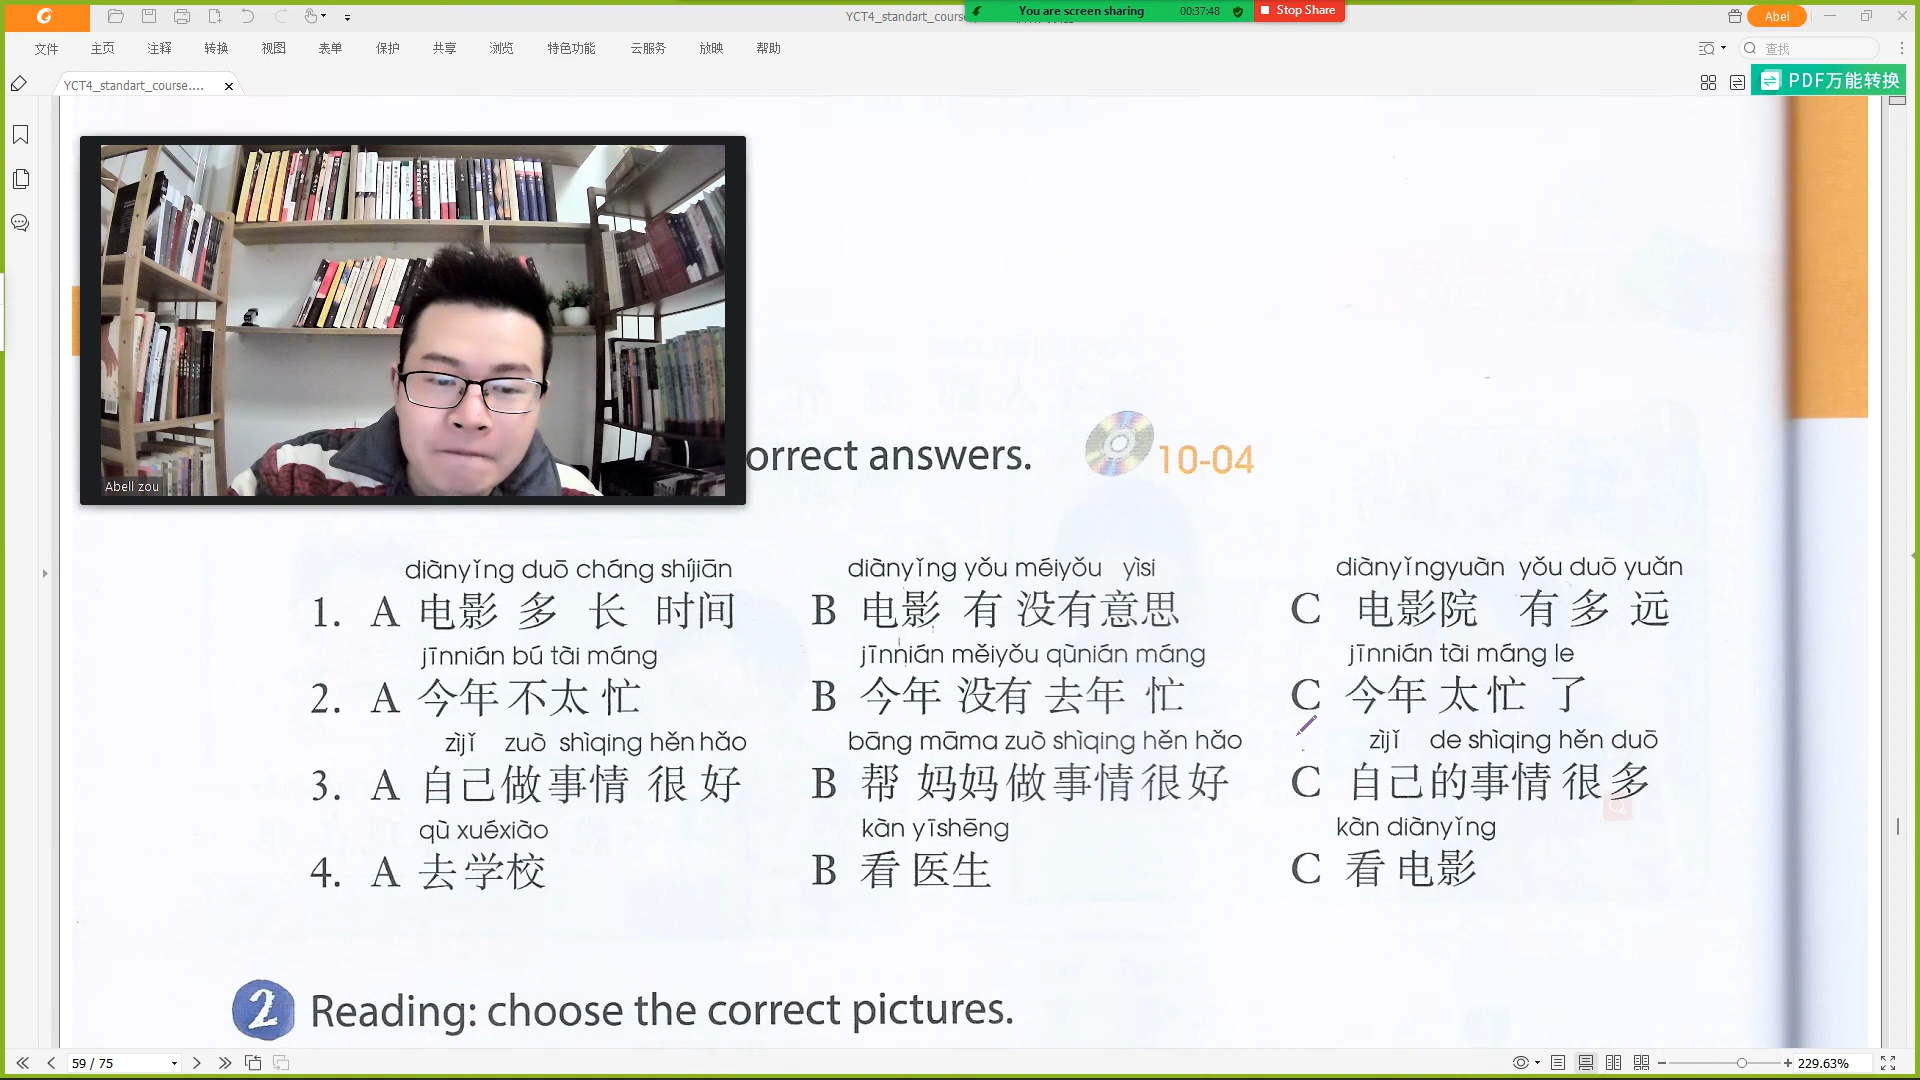 YCT4_standart_course
You are screen sharing
00:37:48
Stop Share
Abel
文件 主页 注释 转换 视图 表单 保护 共享 浏览 特色功能 云服务 放映 帮助
查找
YCT4_standart_course....
PDF万能转换
Abell zou
orrect answers. 10-04
diànyǐng duō cháng shíjiān diànyǐng yǒu méiyǒu yìsi diànyǐngyuàn yǒu duō yuǎn
1. A 电影 多 长 时间 B 电影 有 没有意思 C 电影院 有 多 远
jīnnián bú tài máng jīnnián měiyǒu qùnián máng jīnnián tài máng le
2. A 今年 不太 忙 B 今年 没有 去年 忙 C 今年 太 忙 了
zìjǐ zuò shìqing hěn hǎo bāng māma zuò shìqing hěn hǎo zìjǐ de shìqing hěn duō
3. A 自己 做 事情 很 好 B 帮 妈妈 做 事情 很 好 C 自己 的 事情 很 多
qù xuéxiào kàn yīshēng kàn diànyǐng
4. A 去 学校 B 看 医生 C 看 电影
2 Reading: choose the correct pictures.
59 / 75
229.63%